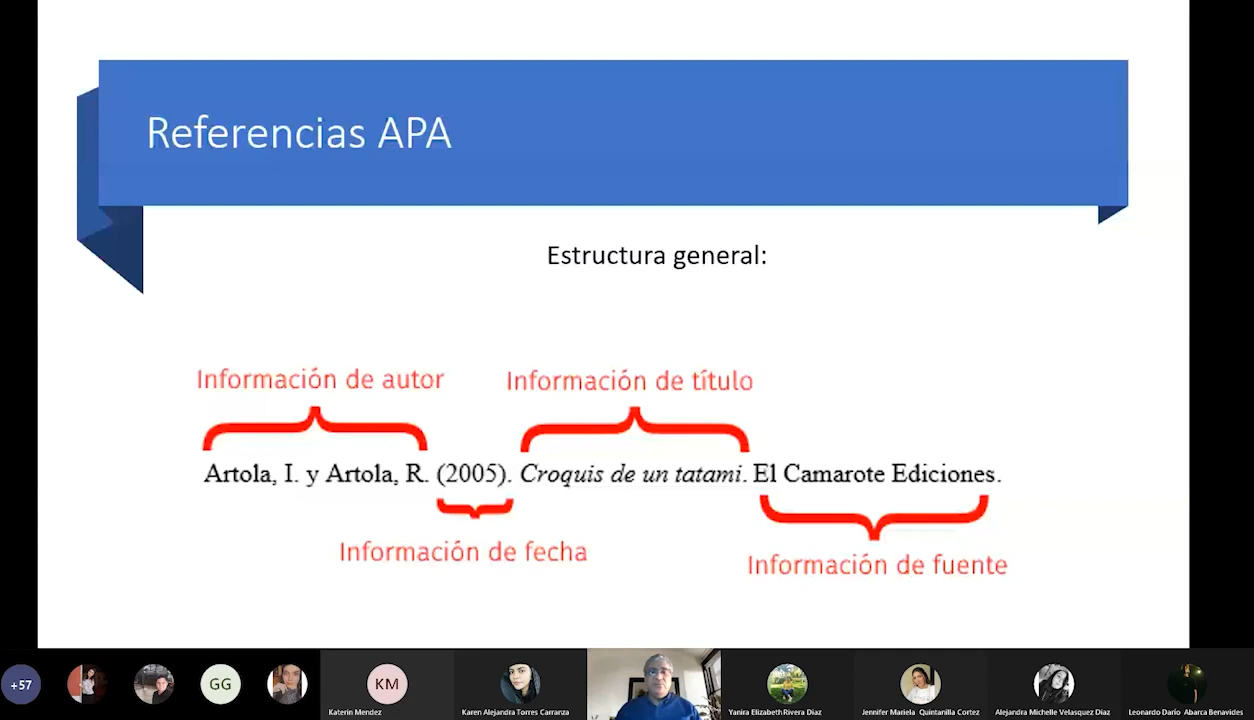 Referencias APA
Estructura general:
Información de autor
Información de título
Artola, I. y Artola, R. (2005). Croquis de un tatami. El Camarote Ediciones.
Información de fecha
Información de fuente
+57
GG
KM
Katerin Mendez
Karen Alejandra Torres Carranza
Yanira Elizabeth Rivera Diaz
Jennifer Mariela Quintanilla Cortez
Alejandra Michelle Velasquez Diaz
Leonardo Darío Abarca Benavides